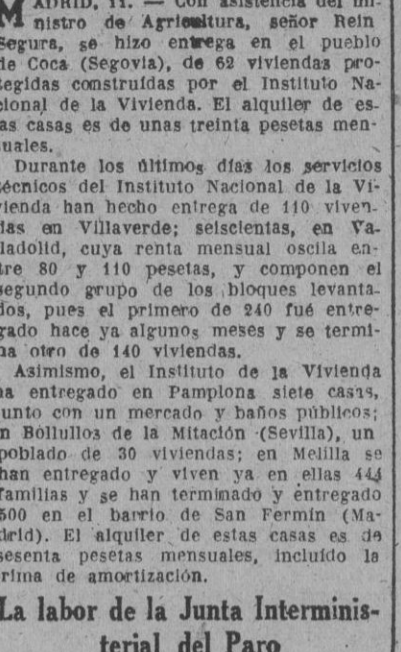 MADRID, 11. — Con asistencia del mi-
nistro de Agricultura, señor Rein
Segura, se hizo entrega en el pueblo
de Coca (Segovia), de 62 viviendas pro-
tegidas construídas por el Instituto Na-
cional de la Vivienda. El alquiler de es-
as casas es de unas treinta pesetas men-
suales.
Durante los últimos días los servicios
técnicos del Instituto Nacional de la Vi-
vienda han hecho entrega de 110 vivien-
das en Villaverde; seiscientas, en Va-
lladolid, cuya renta mensual oscila en-
tre 80 y 110 pesetas, y componen el
segundo grupo de los bloques levanta-
dos, pues el primero de 240 fué entre-
gado hace ya algunos meses y se termi-
na otro de 140 viviendas.
Asimismo, el Instituto de la Vivienda
ha entregado en Pamplona siete casas,
junto con un mercado y baños públicos;
en Bollullos de la Mitación (Sevilla), un
poblado de 30 viviendas; en Melilla se
han entregado y viven ya en ellas 444
familias y se han terminado y entregado
500 en el barrio de San Fermín (Ma-
drid). El alquiler de estas casas es de
sesenta pesetas mensuales, incluído la
prima de amortización.
La labor de la Junta Interminis-
terial del Paro